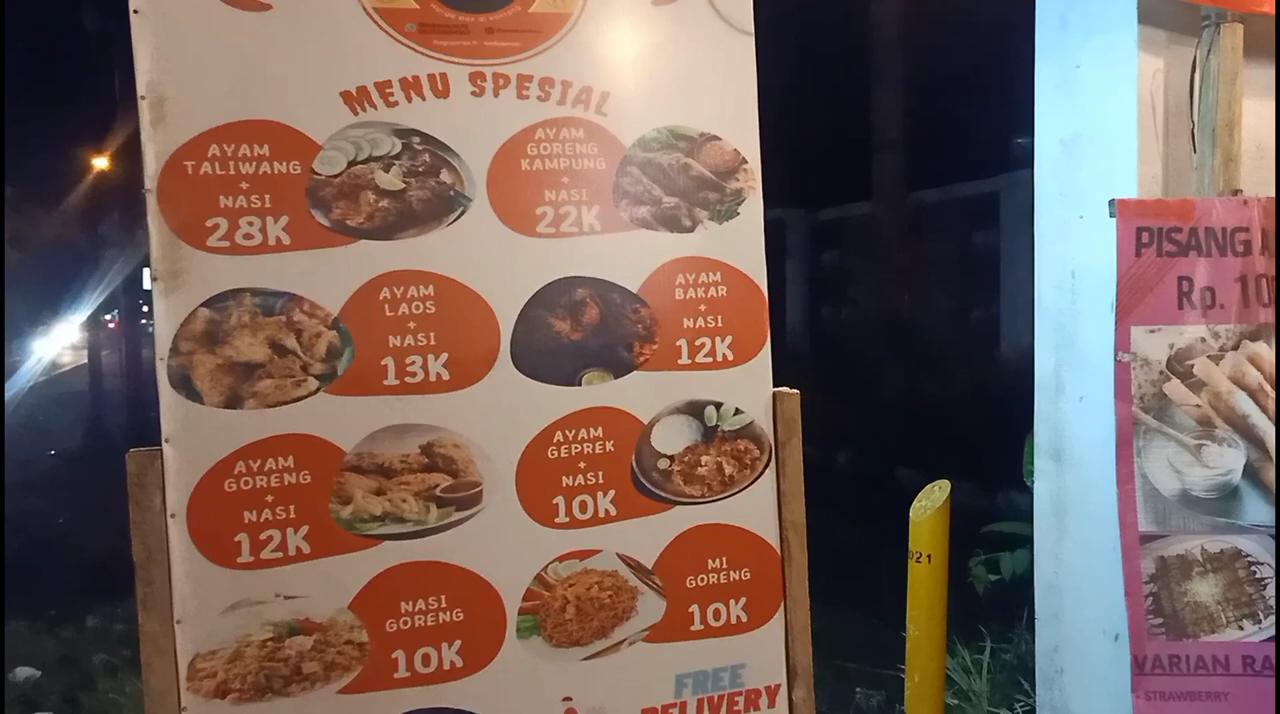 MENU SPESIAL
AYAM
TALIWANG
+
NASI
28K
AYAM
GORENG
KAMPUNG
+
NASI
22K
AYAM
LAOS
+
NASI
13K
AYAM
BAKAR
+
NASI
12K
AYAM
GORENG
+
NASI
12K
AYAM
GEPREK
+
NASI
10K
NASI
GORENG
10K
MI
GORENG
10K
FREE
DELIVERY
021
PISANG
Rp. 10
VARIAN RA
- STRAWBERRY